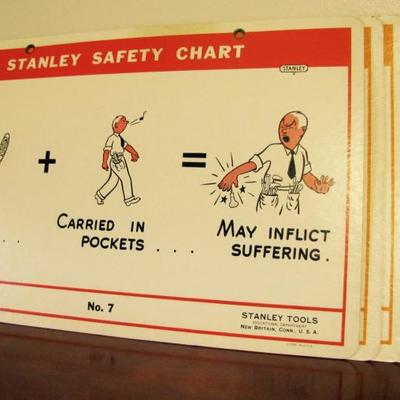 STANLEY SAFETY CHART
STANLEY
+
=
...
CARRIED IN
POCKETS ...
MAY INFLICT
SUFFERING.
No. 7
STANLEY TOOLS
EDUCATIONAL DEPARTMENT
NEW BRITAIN, CONN., U. S. A.